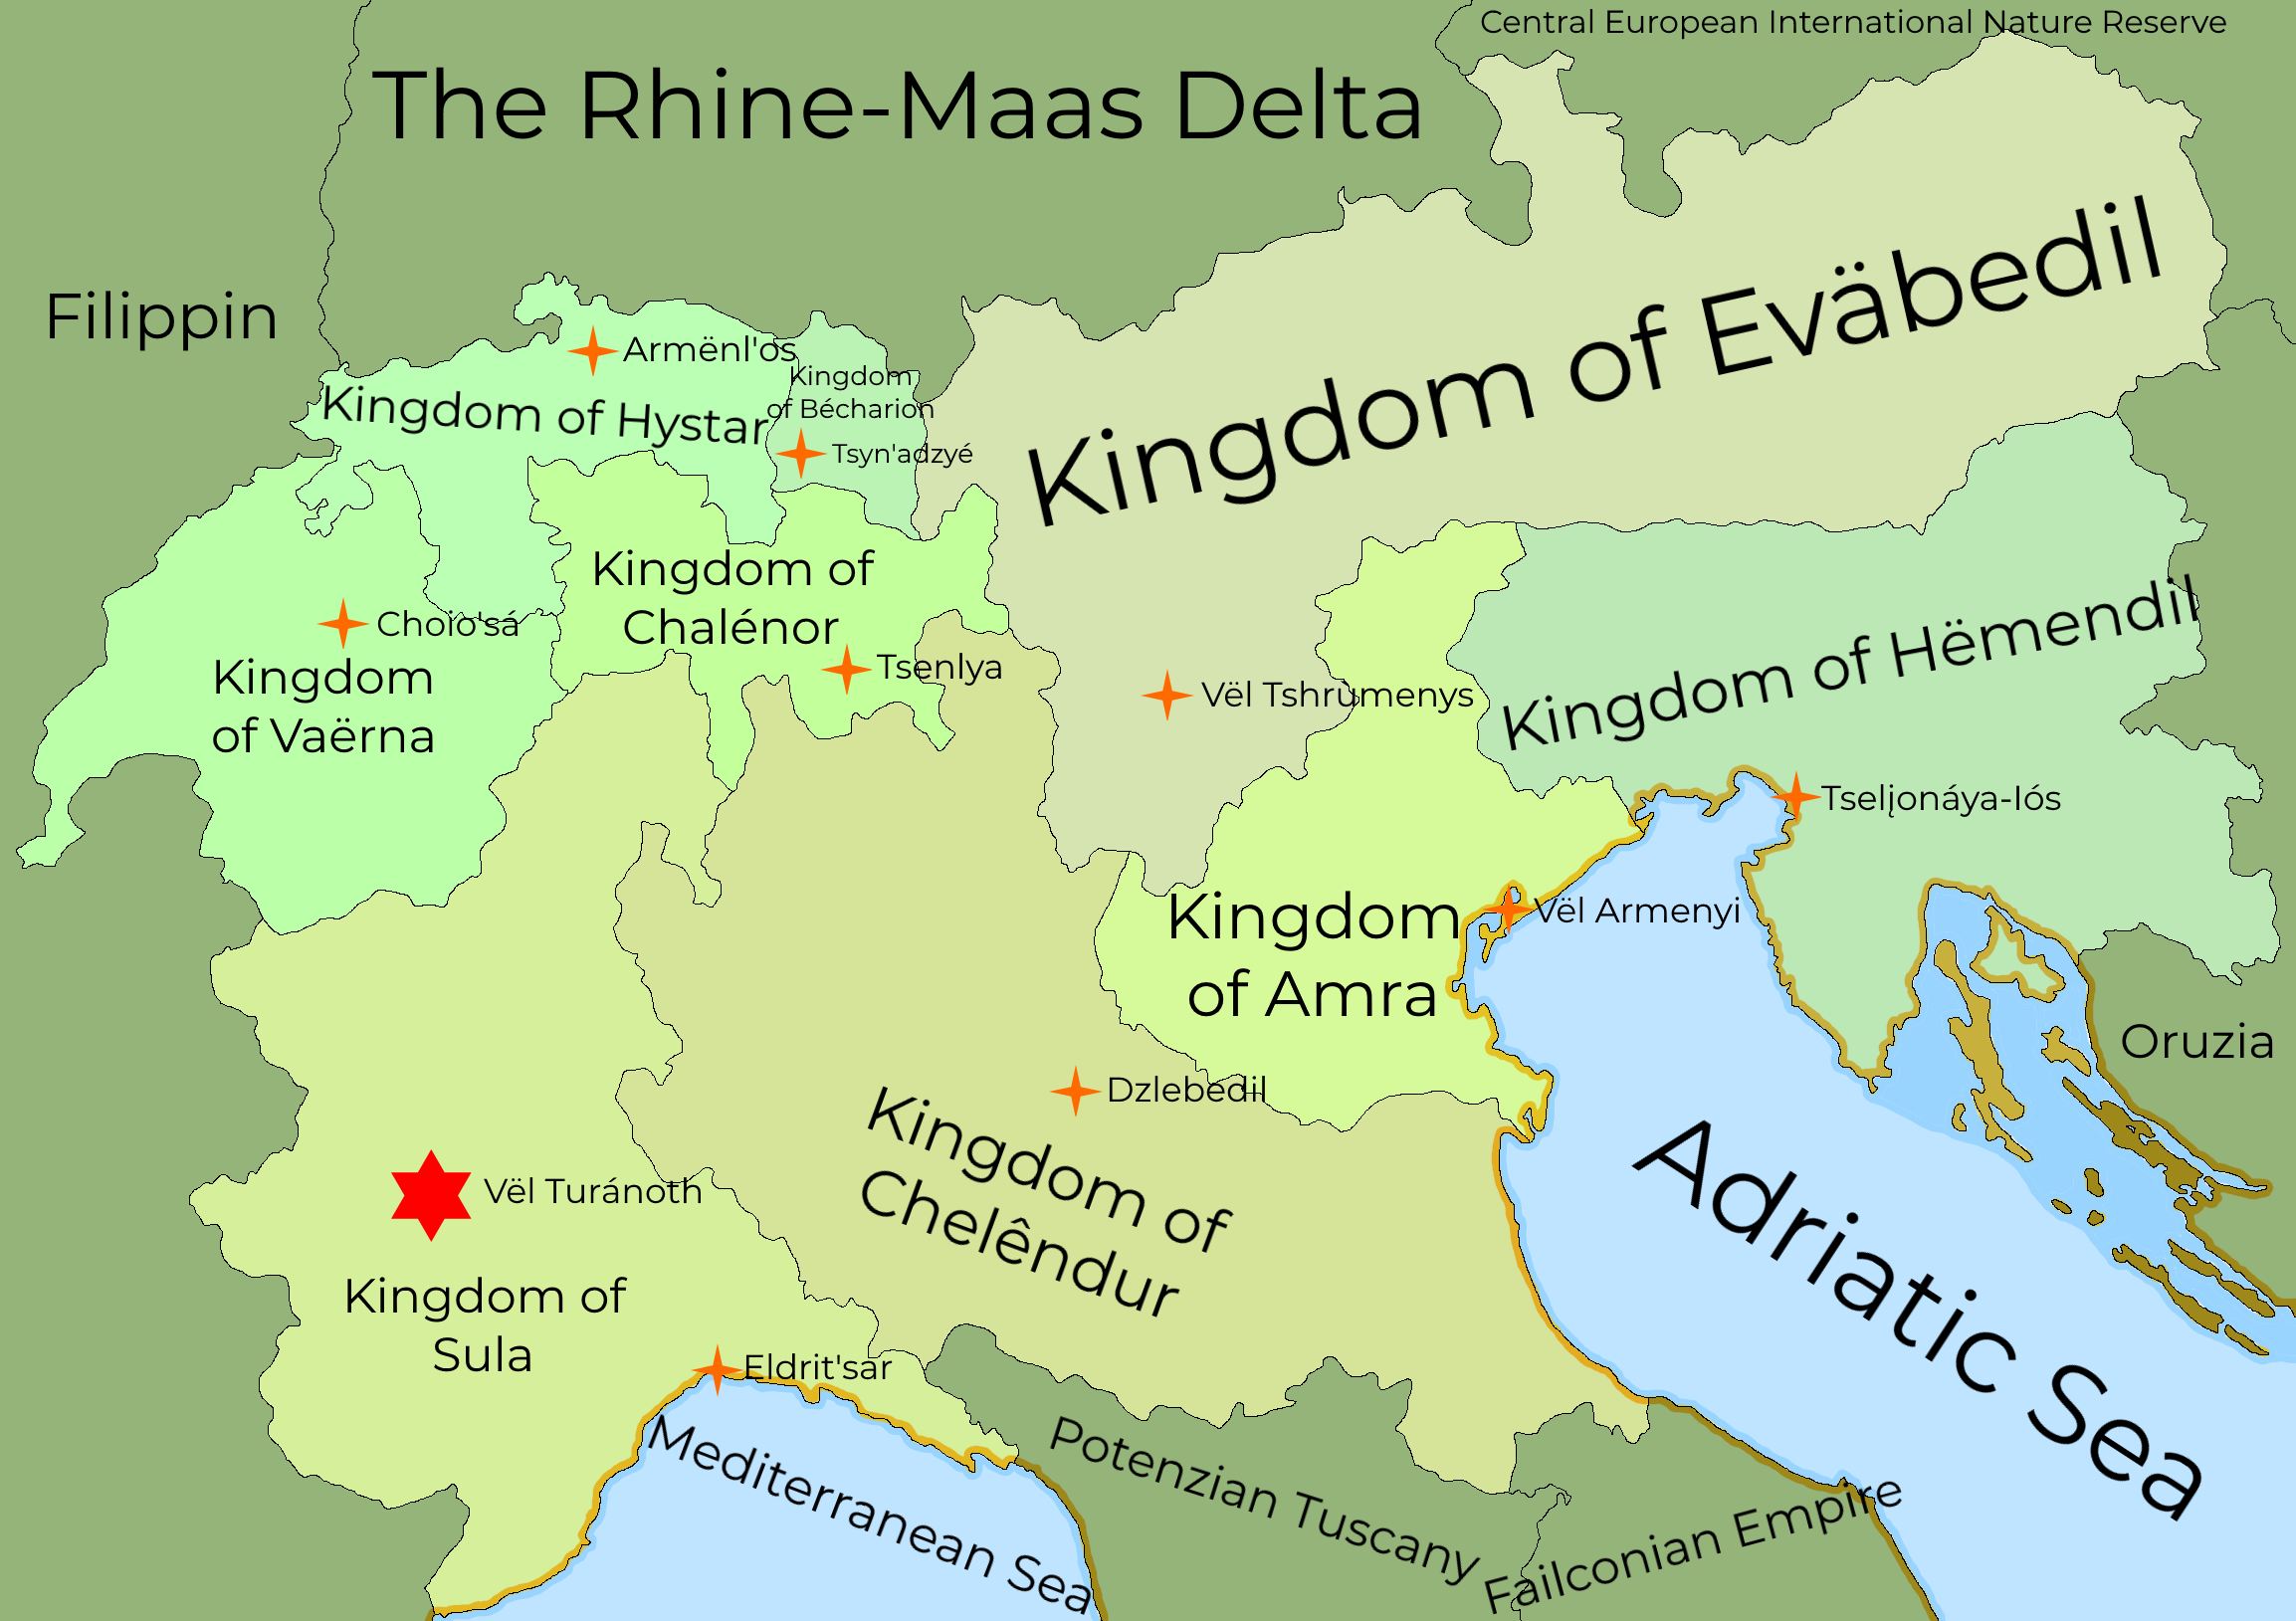 Central European International Nature Reserve
The Rhine-Maas Delta
Filippin
Kingdom of Eväbedil
Armënl'os
Kingdom
of Bécharion
Kingdom of Hystar
Tsyn'adzyé
Kingdom of
Chalénor
Choio'sá
Kingdom
of Vaërna
Tsenlya
Vël Tshrùmenys
Kingdom of Hëmendil
Tseljonáya-Iós
Kingdom
of Amra
Vël Armenyi
Oruzia
Dzlebedil
Kingdom of
Chelêndur
Vël Turánoth
Kingdom of
Sula
Eldrit'sar
Adriatic Sea
Mediterranean Sea
Potenzian Tuscany
Failconian Empire